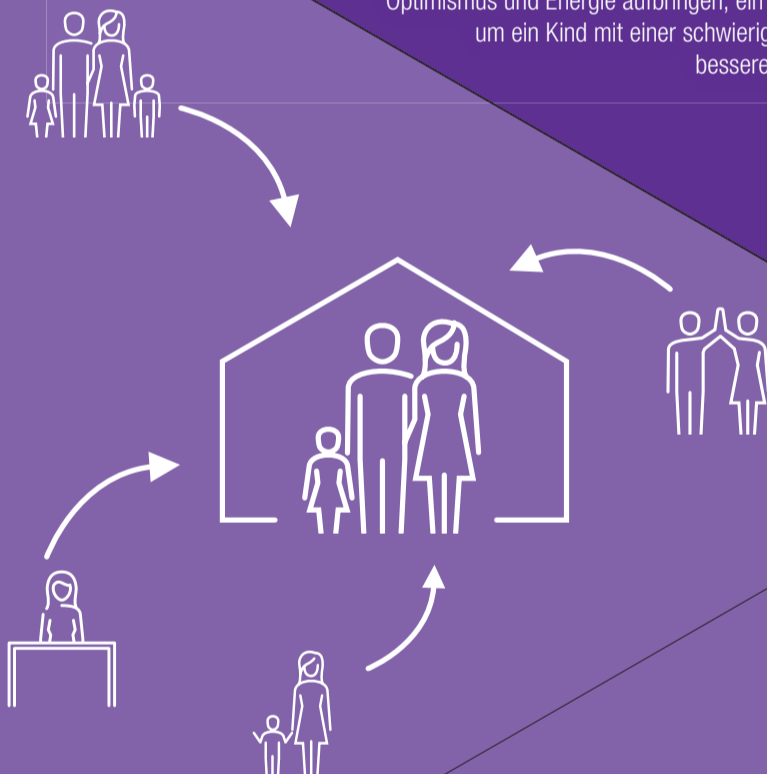 Optimismus und Energie aufbringen, ein
um ein Kind mit einer schwierig
bessere